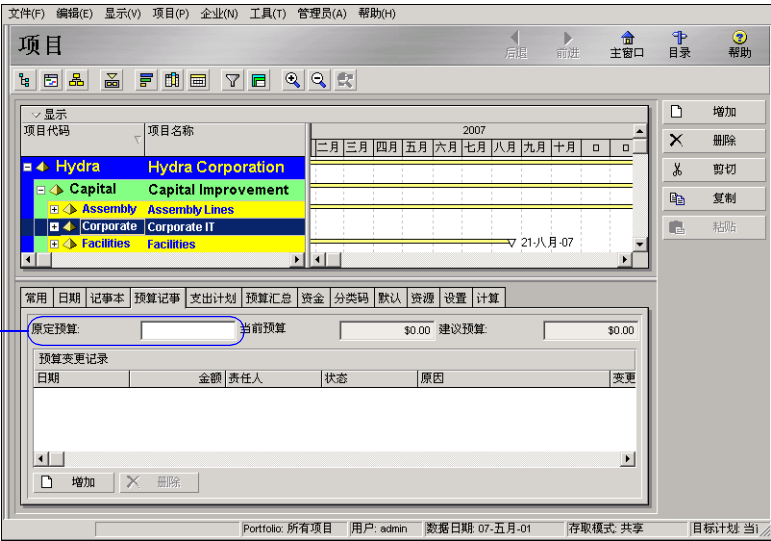 文件(F) 编辑(E) 显示(V) 项目(P) 企业(N) 工具(T) 管理员(A) 帮助(H)
项目 后退 前进 主窗口 目录 帮助
显示
项目代码 项目名称 2007
二月 三月 四月 五月 六月 七月 八月 九月 十月
Hydra Hydra Corporation
Capital Capital Improvement
Assembly Assembly Lines
Corporate Corporate IT
Facilities Facilities 21-八月-07
增加
删除
剪切
复制
粘贴
常用 日期 记事本 预算记事 支出计划 预算汇总 资金 分类码 默认 资源 设置 计算
原定预算: 当前预算 $0.00 建议预算: $0.00
预算变更记录
日期 金额 责任人 状态 原因 变更
增加 删除
Portfolio: 所有项目 用户: admin 数据日期: 07-五月-01 存取模式: 共享 目标计划: 当